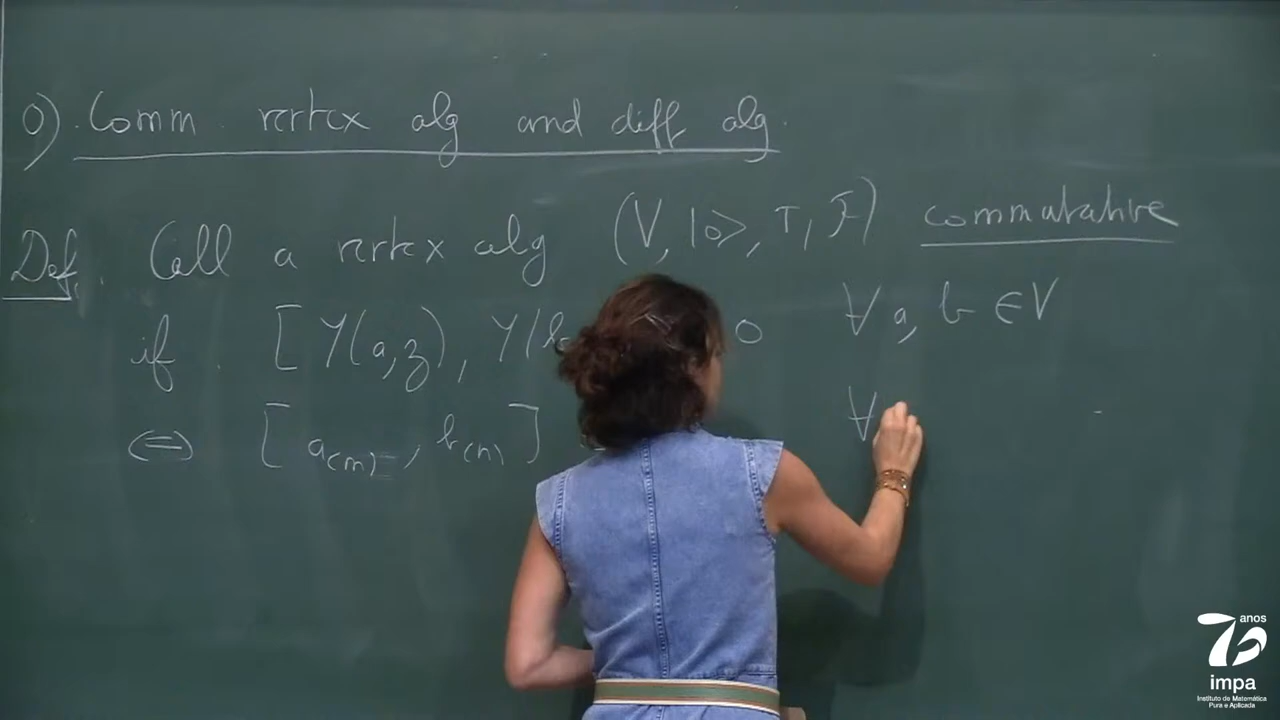 0) Comm. vertex alg and diff alg.
Def. Call a vertex alg (V, |0>, T, F) commutative
if [Y(a,z), Y(b 0 ∀ a, b ∈ V
⇔ [a(m), b(n)] ∀
70 anos
impa
Instituto de Matemática
Pura e Aplicada